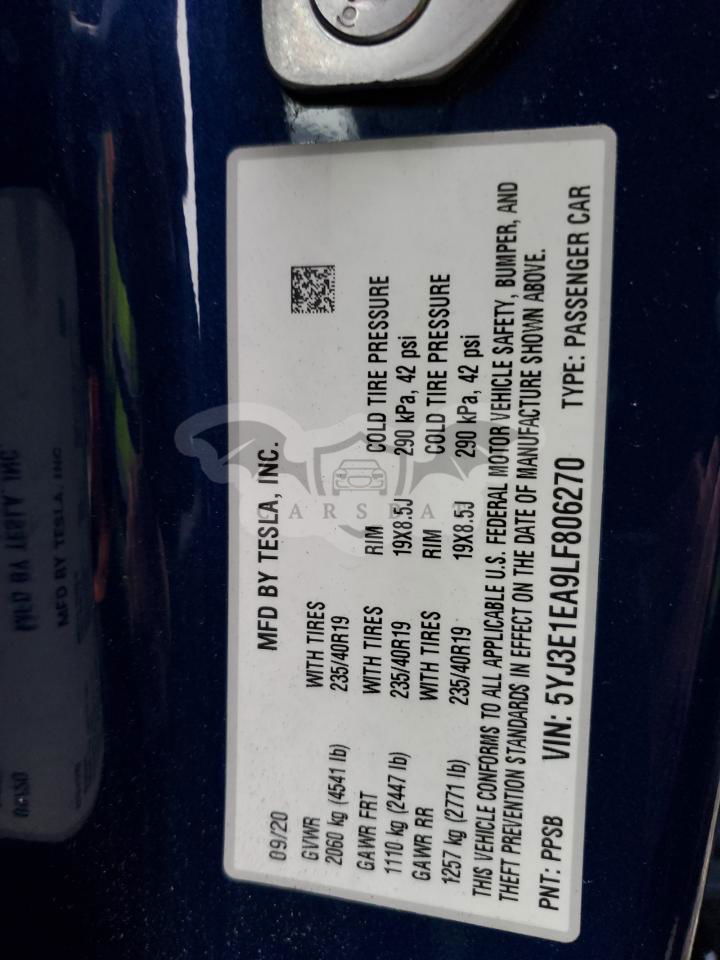 MFD BY TESLA, INC.
09/20
GVWR WITH TIRES
2060 kg (4541 lb) 235/40R19
GAWR FRT WITH TIRES RIM COLD TIRE PRESSURE
1110 kg (2447 lb) 235/40R19 19X8.5J 290 kPa, 42 psi
GAWR RR WITH TIRES RIM COLD TIRE PRESSURE
1257 kg (2771 lb) 235/40R19 19X8.5J 290 kPa, 42 psi
THIS VEHICLE CONFORMS TO ALL APPLICABLE U.S. FEDERAL MOTOR VEHICLE SAFETY, BUMPER, AND
THEFT PREVENTION STANDARDS IN EFFECT ON THE DATE OF MANUFACTURE SHOWN ABOVE.
PNT: PPSB VIN: 5YJ3E1EA9LF806270 TYPE: PASSENGER CAR
MFD BY TESLA, INC